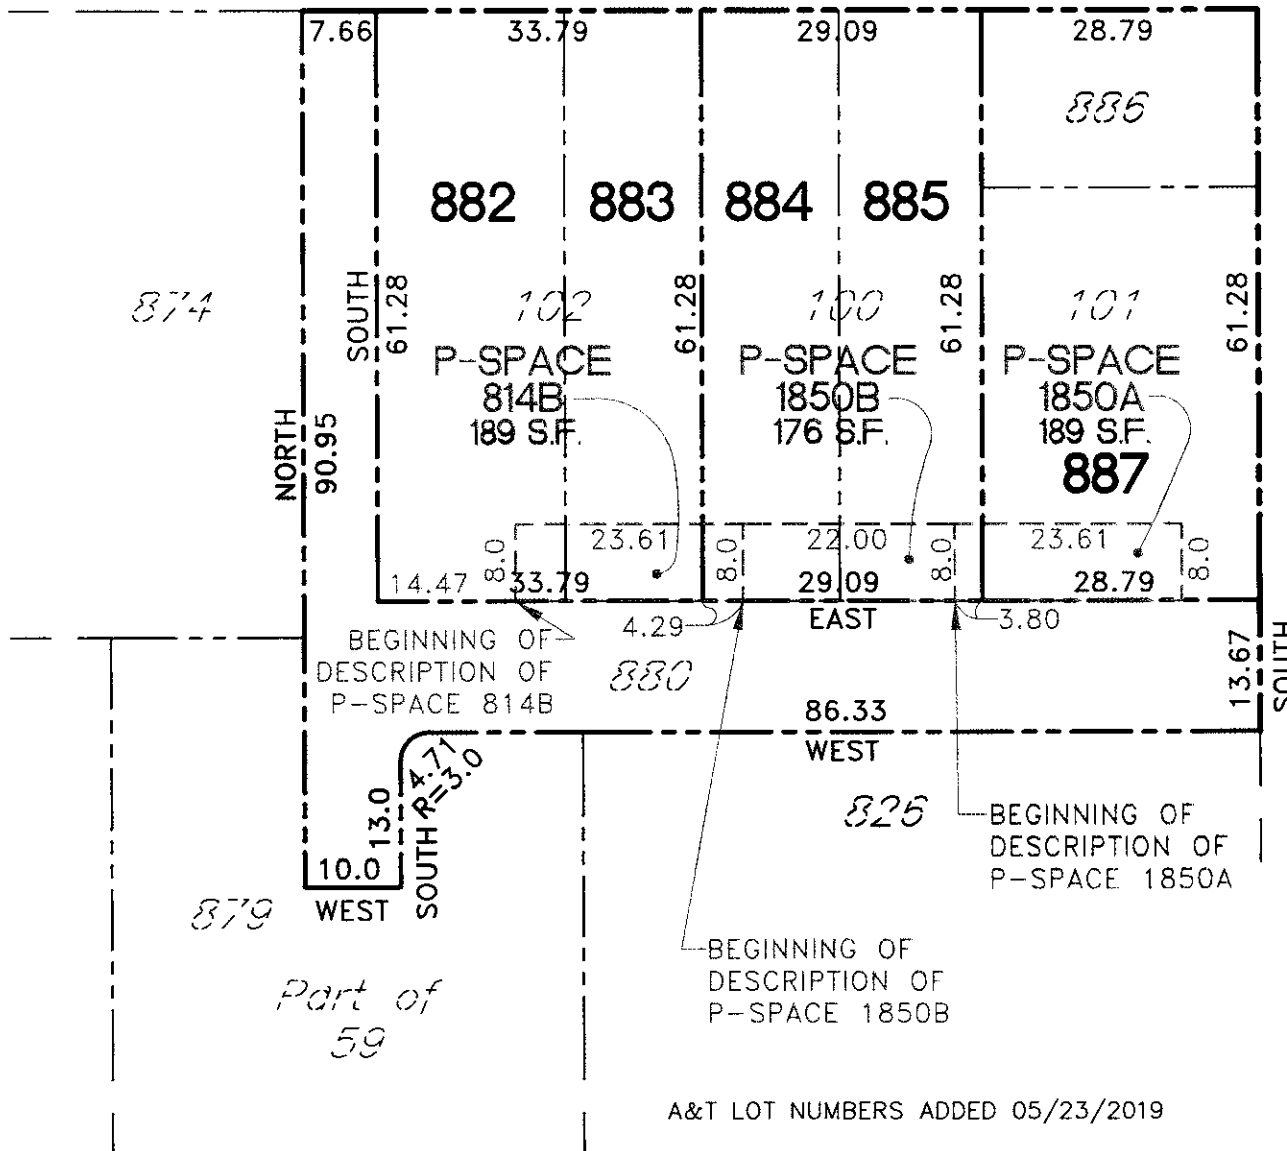 7.66 33.79 29.09 28.79
886
882 883 884 885
874
SOUTH
61.28
61.28
61.28
61.28
102 100 101
P-SPACE
814B
189 S.F.
P-SPACE
1850B
176 S.F.
P-SPACE
1850A
189 S.F.
887
NORTH
90.95
8.0
23.61
8.0
22.00
8.0
23.61
8.0
14.47 33.79 29.09 28.79
EAST
4.29
3.80
BEGINNING OF
DESCRIPTION OF
P-SPACE 814B
880
13.67
SOUTH
86.33
WEST
4.71
R=3.0
13.0
SOUTH
10.0
WEST
826
BEGINNING OF
DESCRIPTION OF
P-SPACE 1850A
879
BEGINNING OF
DESCRIPTION OF
P-SPACE 1850B
Part of
59
A&T LOT NUMBERS ADDED 05/23/2019